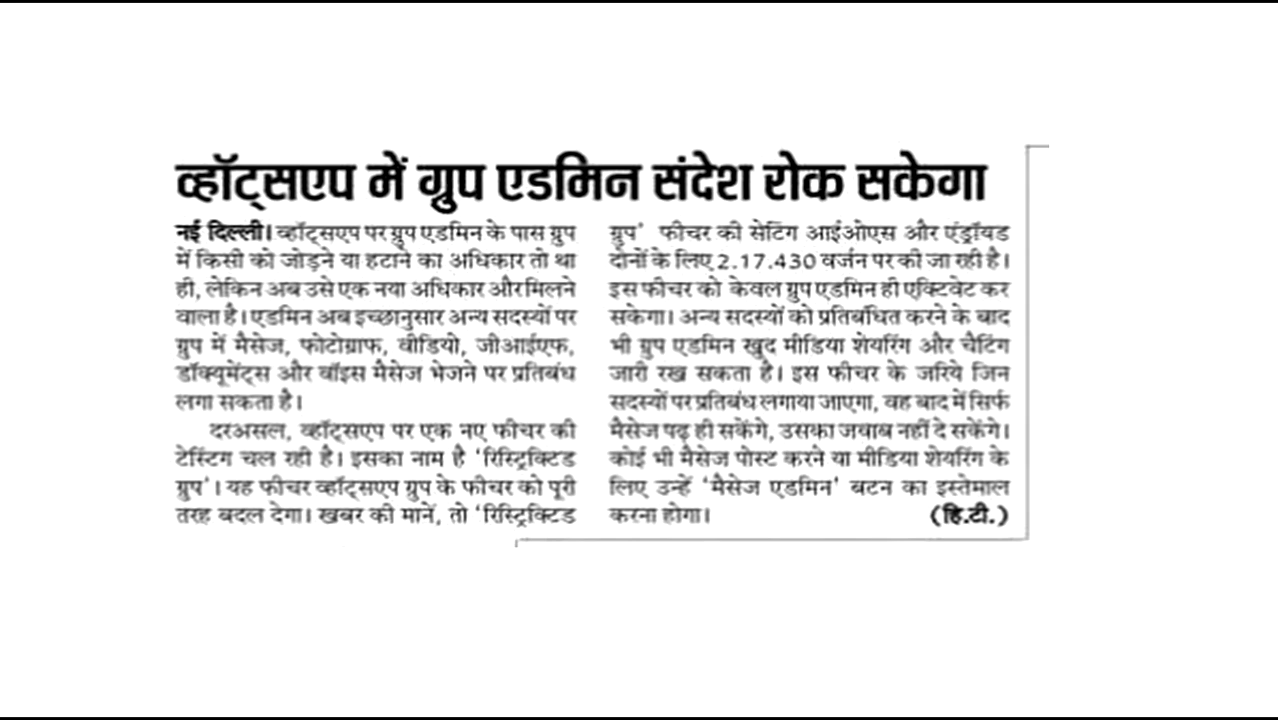 व्हॉट्सएप में ग्रुप एडमिन संदेश रोक सकेगा
नई दिल्ली। व्हॉट्सएप पर ग्रुप एडमिन के पास ग्रुप
में किसी को जोड़ने या हटाने का अधिकार तो था
ही, लेकिन अब उसे एक नया अधिकार और मिलने
वाला है। एडमिन अब इच्छानुसार अन्य सदस्यों पर
ग्रुप में मैसेज, फोटोग्राफ, वीडियो, जीआईएफ,
डॉक्यूमेंट्स और वॉइस मैसेज भेजने पर प्रतिबंध
लगा सकता है।
दरअसल, व्हॉट्सएप पर एक नए फीचर की
टेस्टिंग चल रही है। इसका नाम है 'रिस्ट्रिक्टिड
ग्रुप'। यह फीचर व्हॉट्सएप ग्रुप के फीचर को पूरी
तरह बदल देगा। खबर की मानें, तो 'रिस्ट्रिक्टिड
ग्रुप' फीचर की सेटिंग आईओएस और एंड्रॉयड
दोनों के लिए 2.17.430 वर्जन पर की जा रही है।
इस फीचर को केवल ग्रुप एडमिन ही एक्टिवेट कर
सकेगा। अन्य सदस्यों को प्रतिबंधित करने के बाद
भी ग्रुप एडमिन खुद मीडिया शेयरिंग और चैटिंग
जारी रख सकता है। इस फीचर के जरिये जिन
सदस्यों पर प्रतिबंध लगाया जाएगा, वह बाद में सिर्फ
मैसेज पढ़ ही सकेंगे, उसका जवाब नहीं दे सकेंगे।
कोई भी मैसेज पोस्ट करने या मीडिया शेयरिंग के
लिए उन्हें 'मैसेज एडमिन' बटन का इस्तेमाल
करना होगा। (हि.टी.)